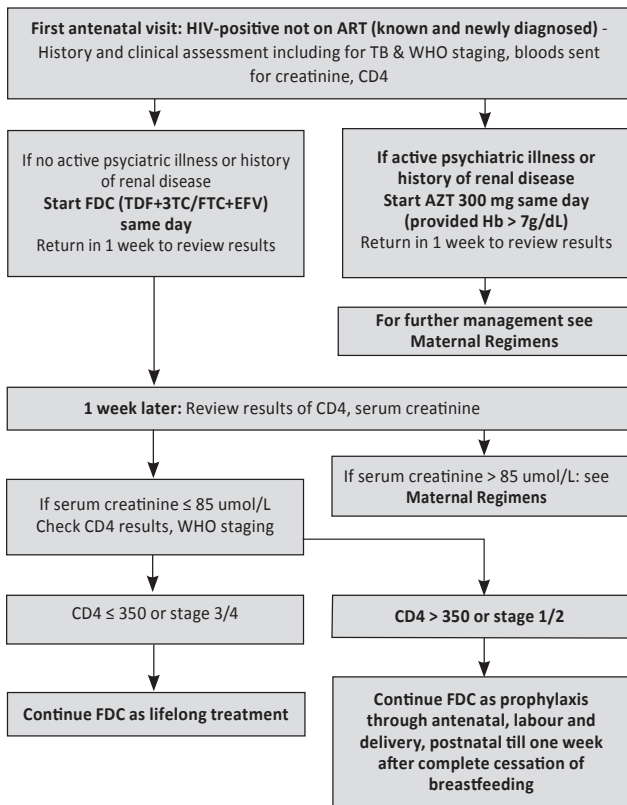 First antenatal visit: HIV-positive not on ART (known and newly diagnosed) -
History and clinical assessment including for TB & WHO staging, bloods sent
for creatinine, CD4
If no active psyciatric illness or history
of renal disease
Start FDC (TDF+3TC/FTC+EFV)
same day
Return in 1 week to review results
If active psychiatric illness or
history of renal disease
Start AZT 300 mg same day
(provided Hb > 7g/dL)
Return in 1 week to review results
For further management see
Maternal Regimens
1 week later: Review results of CD4, serum creatinine
If serum creatinine > 85 umol/L: see
Maternal Regimens
If serum creatinine ≤ 85 umol/L
Check CD4 results, WHO staging
CD4 ≤ 350 or stage 3/4
CD4 > 350 or stage 1/2
Continue FDC as lifelong treatment
Continue FDC as prophylaxis
through antenatal, labour and
delivery, postnatal till one week
after complete cessation of
breastfeeding